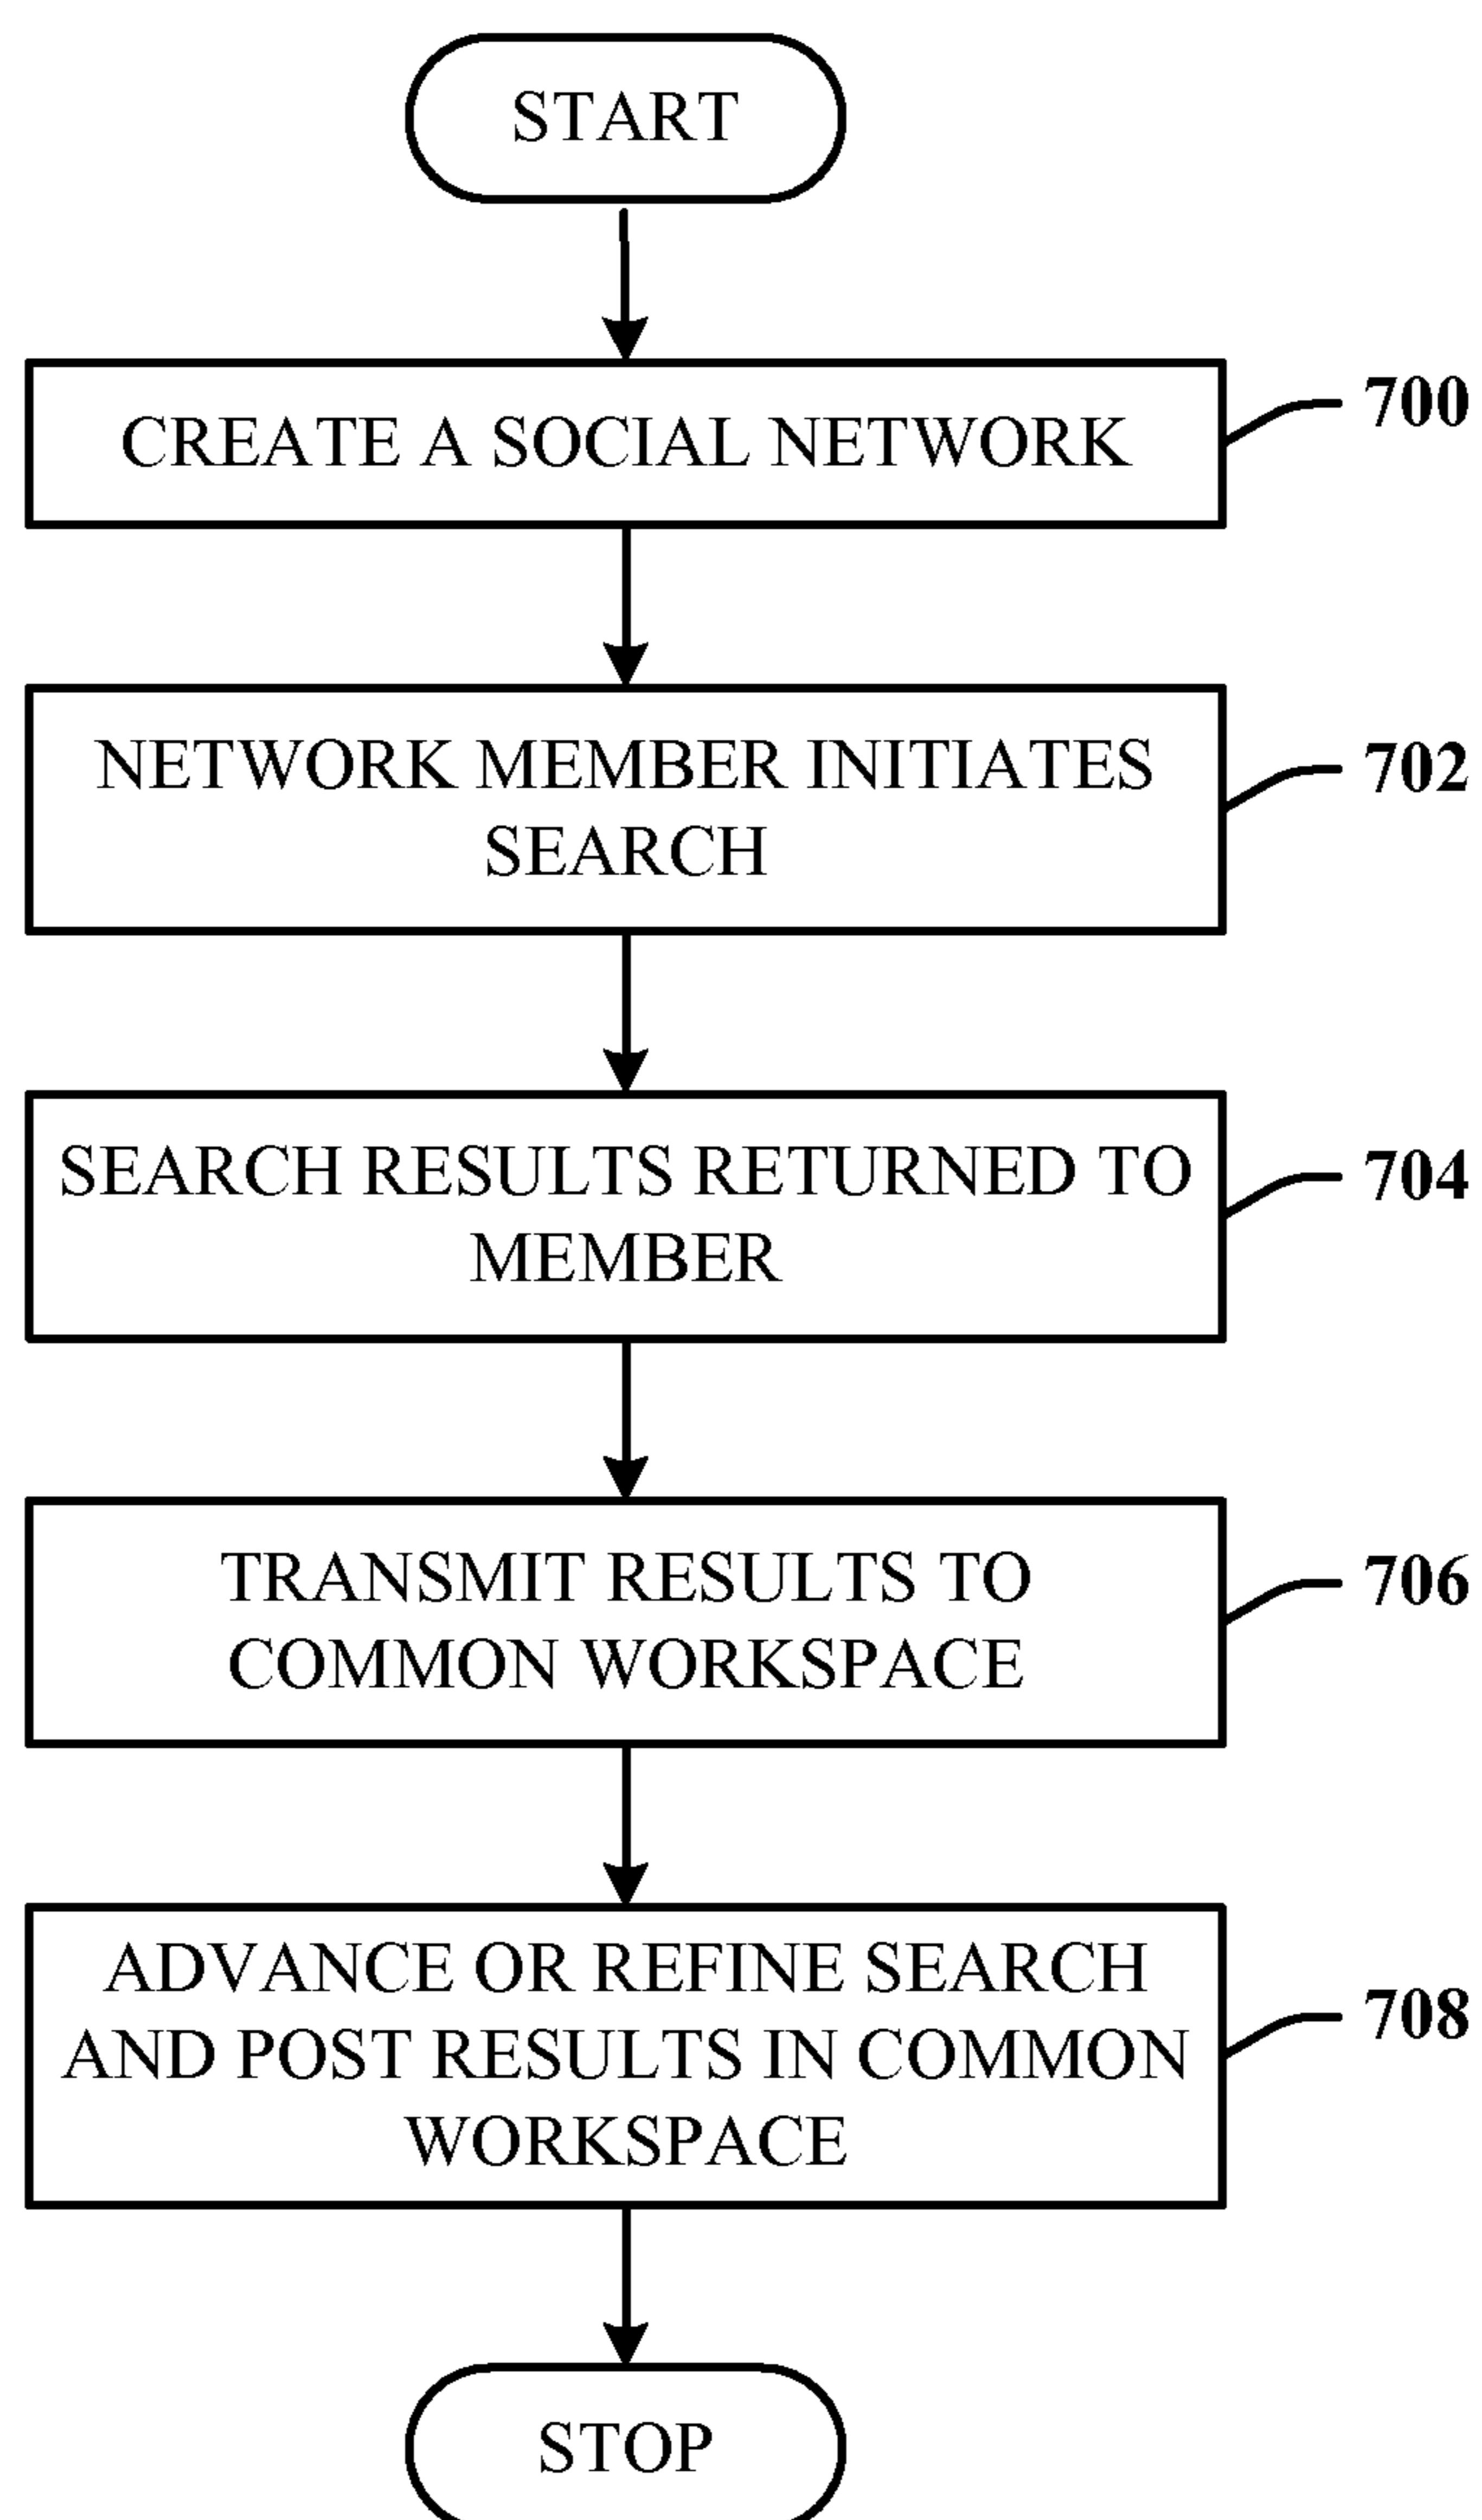 START
CREATE A SOCIAL NETWORK
700
NETWORK MEMBER INITIATES
SEARCH
702
SEARCH RESULTS RETURNED TO
MEMBER
704
TRANSMIT RESULTS TO
COMMON WORKSPACE
706
ADVANCE OR REFINE SEARCH
AND POST RESULTS IN COMMON
WORKSPACE
708
STOP